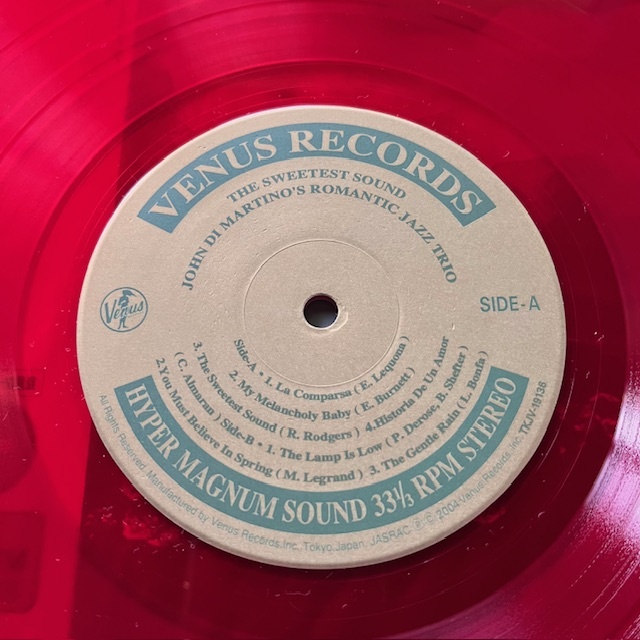 VENUS RECORDS
THE SWEETEST SOUND
JOHN DI MARTINO'S ROMANTIC JAZZ TRIO
Venus
SIDE-A
Side-A • 1. La Comparsa ( E. Lequona )
2. My Melancholy Baby ( E. Burnett )
3. The Sweetest Sound ( R. Rodgers ) 4.Historia De Un Amor
( C. Almaran ) Side-B • 1. The Lamp Is Low ( P. Derose, B. Shefter )
2.You Must Believe In Spring ( M. Legrand ) 3. The Gentle Rain ( L. Bonfa )
HYPER MAGNUM SOUND 33⅓ RPM STEREO
All Rights Reserved. Manufactured by Venus Records,Inc.,Tokyo,Japan. JASRAC ℗ © 2004 Venus Records, Inc. TKJV-19138